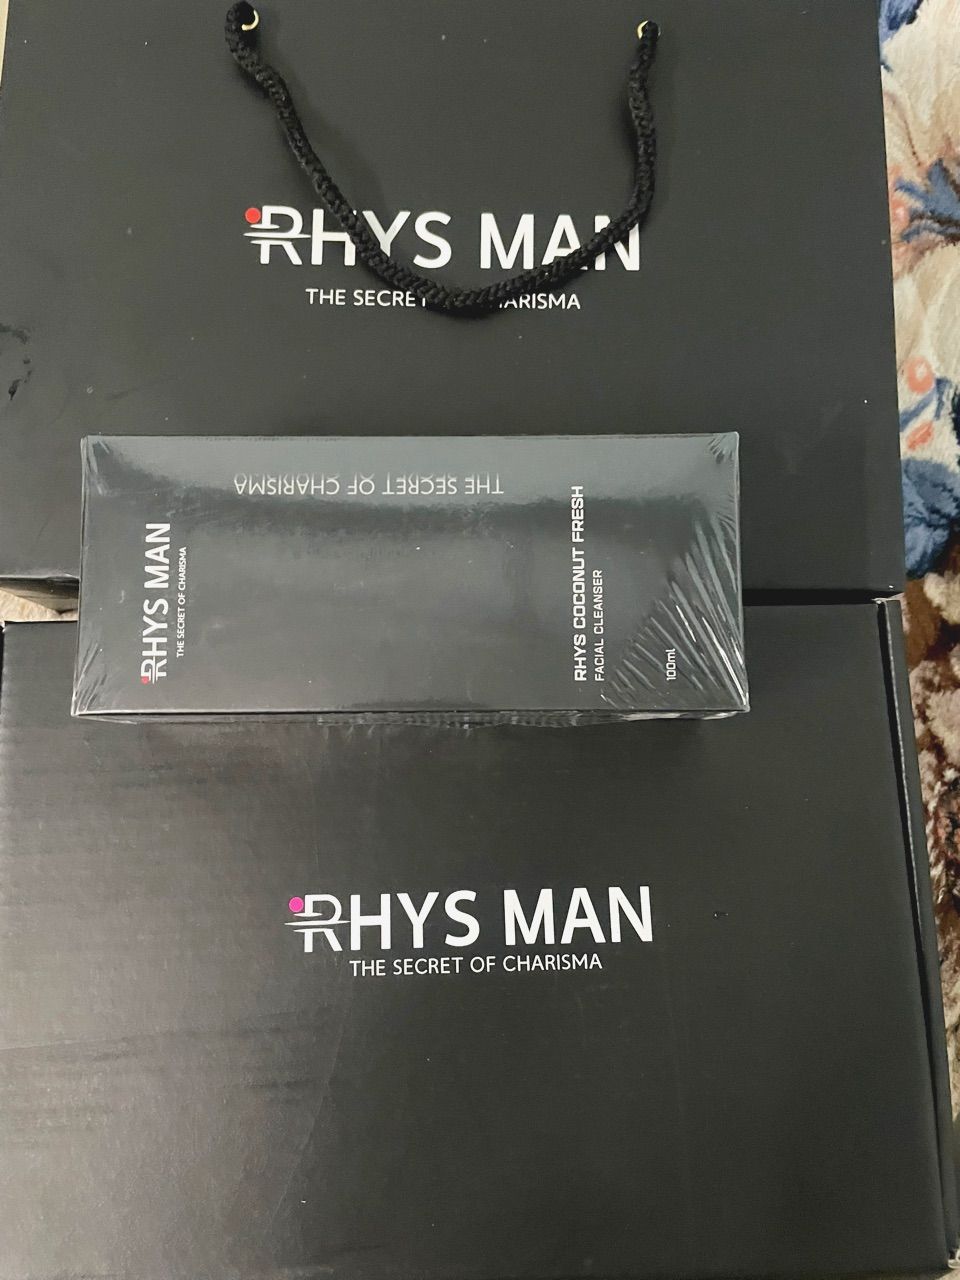 RHYS MAN
THE SECRET OF CHARISMA
THE SECRET OF CHARISMA
RHYS MAN
THE SECRET OF CHARISMA
RHYS COCONUT FRESH
FACIAL CLEANSER
100ml
RHYS MAN
THE SECRET OF CHARISMA